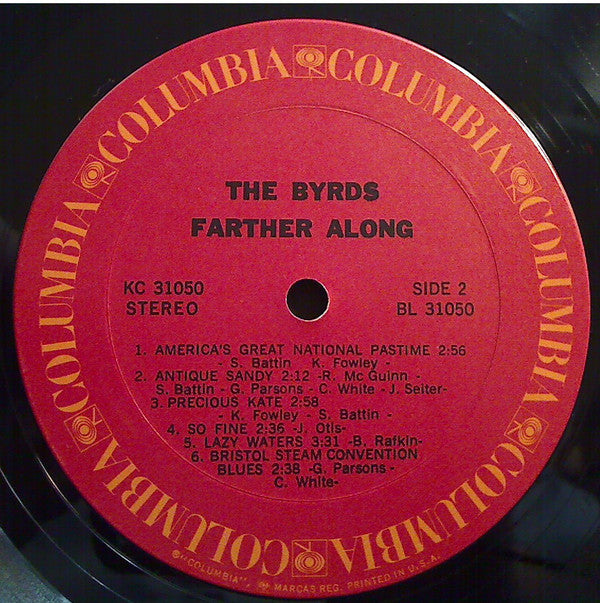 COLUMBIA COLUMBIA COLUMBIA COLUMBIA COLUMBIA COLUMBIA COLUMBIA COLUMBIA
THE BYRDS
FARTHER ALONG
KC 31050
STEREO
SIDE 2
BL 31050
1. AMERICA'S GREAT NATIONAL PASTIME 2:56
- S. Battin K. Fowley -
2. ANTIQUE SANDY 2:12 -R. Mc Guinn -
S. Battin - G. Parsons - C. White - J. Seiter-
3. PRECIOUS KATE 2:58
- K. Fowley - S. Battin -
4. SO FINE 2:36 -J. Otis-
5. LAZY WATERS 3:31 -B. Rafkin-
6. BRISTOL STEAM CONVENTION
BLUES 2:38 -G. Parsons -
C. White-
"COLUMBIA", MARCAS REG. PRINTED IN U.S.A.